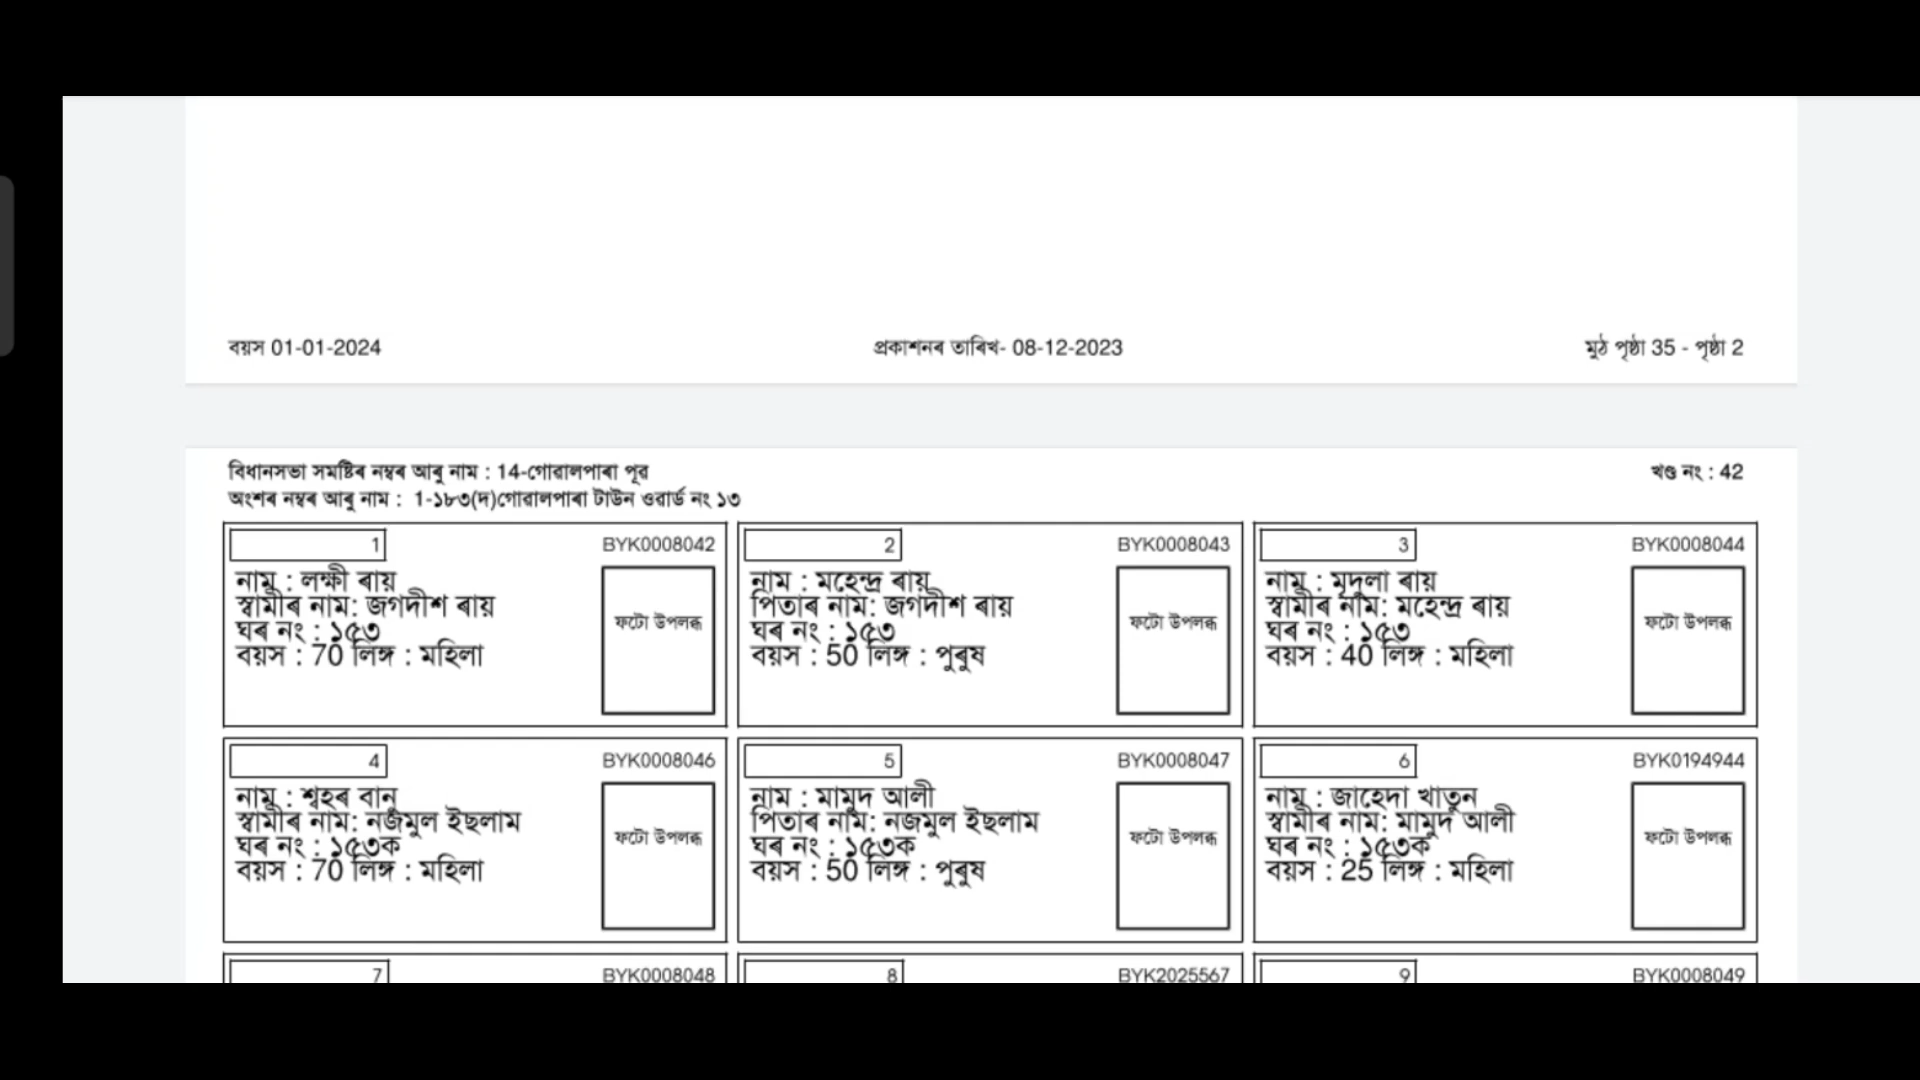 বয়স 01-01-2024
প্ৰকাশনৰ তাৰিখ- 08-12-2023
মুঠ পৃষ্ঠা 35 - পৃষ্ঠা 2
বিধানসভা সমষ্টিৰ নম্বৰ আৰু নাম : 14-গোৱালপাৰা পূৱ
খণ্ড নং : 42
অংশৰ নম্বৰ আৰু নাম : 1-১৮৩(দ)গোৱালপাৰা টাউন ওৱাৰ্ড নং ১৩
1
BYK0008042
নাম : লক্ষী ৰায়
স্বামীৰ নাম: জগদীশ ৰায়
ঘৰ নং : ১৫৩
বয়স : 70 লিঙ্গ : মহিলা
ফটো উপলব্ধ
2
BYK0008043
নাম : মহেন্দ্ৰ ৰায়
পিতাৰ নাম: জগদীশ ৰায়
ঘৰ নং : ১৫৩
বয়স : 50 লিঙ্গ : পুৰুষ
ফটো উপলব্ধ
3
BYK0008044
নাম : মৃদুলা ৰায়
স্বামীৰ নাম: মহেন্দ্ৰ ৰায়
ঘৰ নং : ১৫৩
বয়স : 40 লিঙ্গ : মহিলা
ফটো উপলব্ধ
4
BYK0008046
নাম : শ্বহৰ বানু
স্বামীৰ নাম: নজমুল ইছলাম
ঘৰ নং : ১৫৩ক
বয়স : 70 লিঙ্গ : মহিলা
ফটো উপলব্ধ
5
BYK0008047
নাম : মামুদ আলী
পিতাৰ নাম: নজমুল ইছলাম
ঘৰ নং : ১৫৩ক
বয়স : 50 লিঙ্গ : পুৰুষ
ফটো উপলব্ধ
6
BYK0194944
নাম : জাহেদা খাতুন
স্বামীৰ নাম: মামুদ আলী
ঘৰ নং : ১৫৩ক
বয়স : 25 লিঙ্গ : মহিলা
ফটো উপলব্ধ
7
BYK0008048
8
BYK2025567
9
BYK0008049